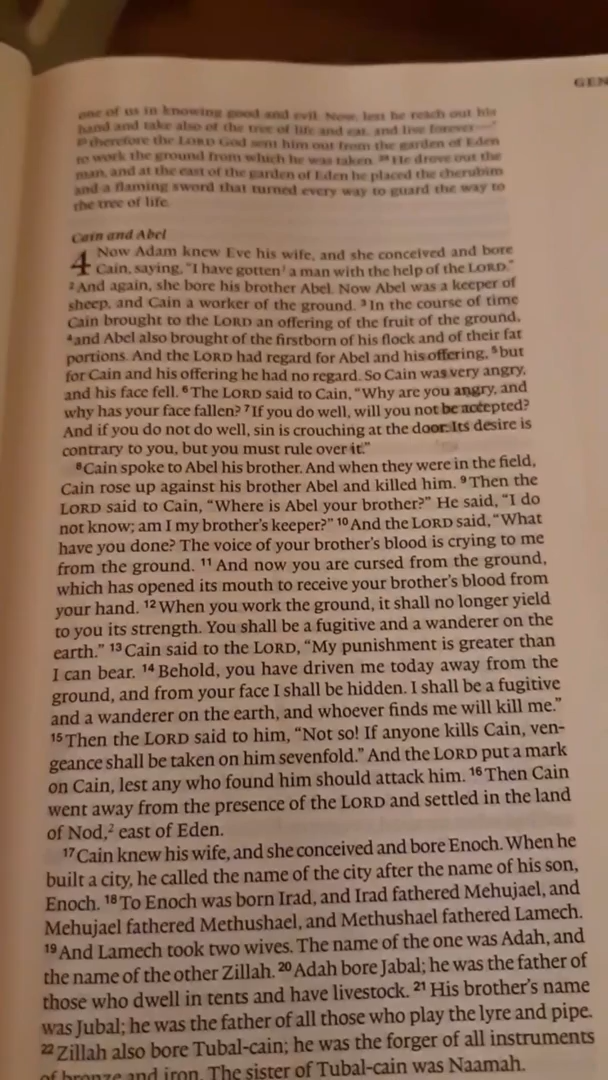 GEN
one of us in knowing good and evil. Now, lest he reach out his
hand and take also of the tree of life and eat, and live forever—"
²³ therefore the LORD God sent him out from the garden of Eden
to work the ground from which he was taken. ²⁴ He drove out the
man, and at the east of the garden of Eden he placed the cherubim
and a flaming sword that turned every way to guard the way to
the tree of life.
Cain and Abel
4 Now Adam knew Eve his wife, and she conceived and bore
Cain, saying, "I have gotten¹ a man with the help of the LORD."
² And again, she bore his brother Abel. Now Abel was a keeper of
sheep, and Cain a worker of the ground. ³ In the course of time
Cain brought to the LORD an offering of the fruit of the ground,
⁴ and Abel also brought of the firstborn of his flock and of their fat
portions. And the LORD had regard for Abel and his offering, ⁵ but
for Cain and his offering he had no regard. So Cain was very angry,
and his face fell. ⁶ The LORD said to Cain, "Why are you angry, and
why has your face fallen? ⁷ If you do well, will you not be accepted?
And if you do not do well, sin is crouching at the door. Its desire is
contrary to you, but you must rule over it."
⁸ Cain spoke to Abel his brother. And when they were in the field,
Cain rose up against his brother Abel and killed him. ⁹ Then the
LORD said to Cain, "Where is Abel your brother?" He said, "I do
not know; am I my brother's keeper?" ¹⁰ And the LORD said, "What
have you done? The voice of your brother's blood is crying to me
from the ground. ¹¹ And now you are cursed from the ground,
which has opened its mouth to receive your brother's blood from
your hand. ¹² When you work the ground, it shall no longer yield
to you its strength. You shall be a fugitive and a wanderer on the
earth." ¹³ Cain said to the LORD, "My punishment is greater than
I can bear. ¹⁴ Behold, you have driven me today away from the
ground, and from your face I shall be hidden. I shall be a fugitive
and a wanderer on the earth, and whoever finds me will kill me."
¹⁵ Then the LORD said to him, "Not so! If anyone kills Cain, ven-
geance shall be taken on him sevenfold." And the LORD put a mark
on Cain, lest any who found him should attack him. ¹⁶ Then Cain
went away from the presence of the LORD and settled in the land
of Nod,² east of Eden.
¹⁷ Cain knew his wife, and she conceived and bore Enoch. When he
built a city, he called the name of the city after the name of his son,
Enoch. ¹⁸ To Enoch was born Irad, and Irad fathered Mehujael, and
Mehujael fathered Methushael, and Methushael fathered Lamech.
¹⁹ And Lamech took two wives. The name of the one was Adah, and
the name of the other Zillah. ²⁰ Adah bore Jabal; he was the father of
those who dwell in tents and have livestock. ²¹ His brother's name
was Jubal; he was the father of all those who play the lyre and pipe.
²² Zillah also bore Tubal-cain; he was the forger of all instruments
of bronze and iron. The sister of Tubal-cain was Naamah.